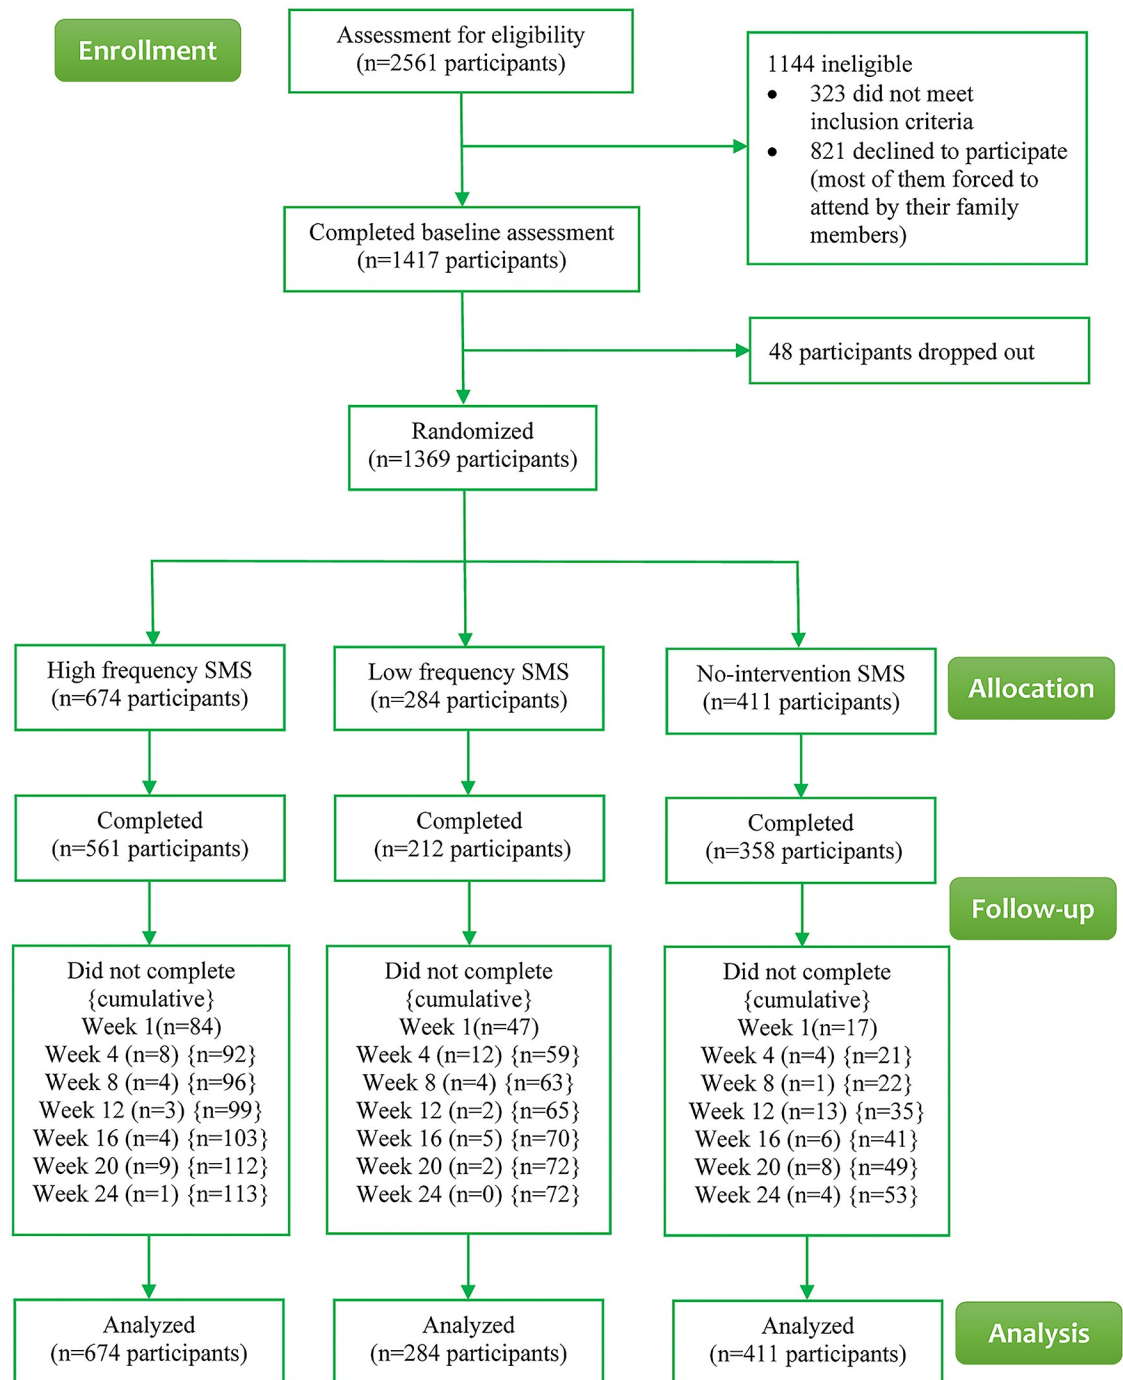 Enrollment
Assessment for eligibility
(n=2561 participants)
1144 ineligible
• 323 did not meet
inclusion criteria
• 821 declined to participate
(most of them forced to
attend by their family
members)
Completed baseline assessment
(n=1417 participants)
48 participants dropped out
Randomized
(n=1369 participants)
High frequency SMS
(n=674 participants)
Low frequency SMS
(n=284 participants)
No-intervention SMS
(n=411 participants)
Allocation
Completed
(n=561 participants)
Completed
(n=212 participants)
Completed
(n=358 participants)
Follow-up
Did not complete
{cumulative}
Week 1(n=84)
Week 4 (n=8) {n=92}
Week 8 (n=4) {n=96}
Week 12 (n=3) {n=99}
Week 16 (n=4) {n=103}
Week 20 (n=9) {n=112}
Week 24 (n=1) {n=113}
Did not complete
{cumulative}
Week 1(n=47)
Week 4 (n=12) {n=59}
Week 8 (n=4) {n=63}
Week 12 (n=2) {n=65}
Week 16 (n=5) {n=70}
Week 20 (n=2) {n=72}
Week 24 (n=0) {n=72}
Did not complete
{cumulative}
Week 1(n=17)
Week 4 (n=4) {n=21}
Week 8 (n=1) {n=22}
Week 12 (n=13) {n=35}
Week 16 (n=6) {n=41}
Week 20 (n=8) {n=49}
Week 24 (n=4) {n=53}
Analyzed
(n=674 participants)
Analyzed
(n=284 participants)
Analyzed
(n=411 participants)
Analysis